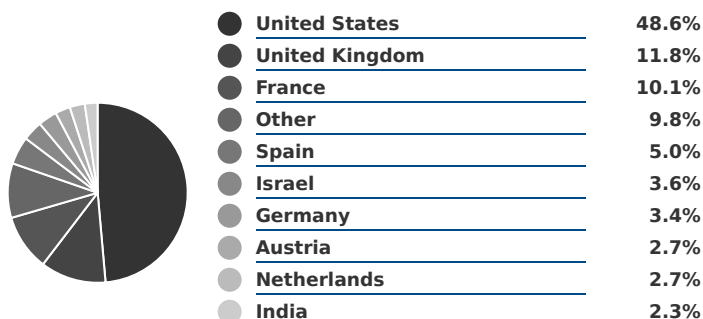 United States 48.6%
United Kingdom 11.8%
France 10.1%
Other 9.8%
Spain 5.0%
Israel 3.6%
Germany 3.4%
Austria 2.7%
Netherlands 2.7%
India 2.3%